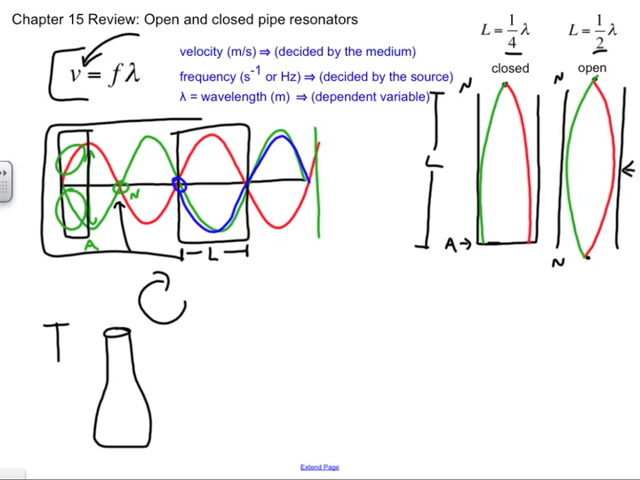 Chapter 15 Review: Open and closed pipe resonators
v = fλ
velocity (m/s) ⇒ (decided by the medium)
frequency (s⁻¹ or Hz) ⇒ (decided by the source)
λ = wavelength (m) ⇒ (dependent variable)
L = 1/4 λ
closed
L = 1/2 λ
open
N
N
L
A→
N
N
A
L
T
Extend Page